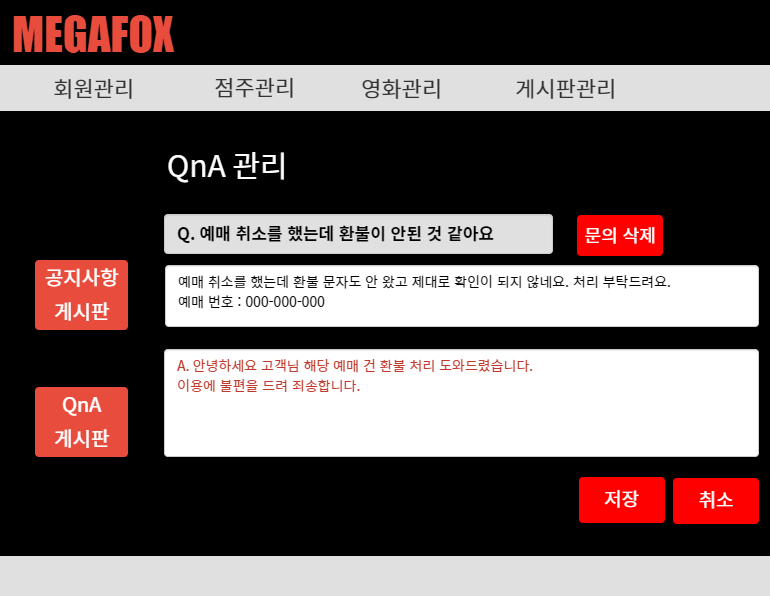 MEGAFOX
회원관리 점주관리 영화관리 게시판관리
QnA 관리
Q. 예매 취소를 했는데 환불이 안된 것 같아요
문의 삭제
공지사항
게시판
예매 취소를 했는데 환불 문자도 안 왔고 제대로 확인이 되지 않네요. 처리 부탁드려요.
예매 번호 : 000-000-000
A. 안녕하세요 고객님 해당 예매 건 환불 처리 도와드렸습니다.
이용에 불편을 드려 죄송합니다.
QnA
게시판
저장 취소